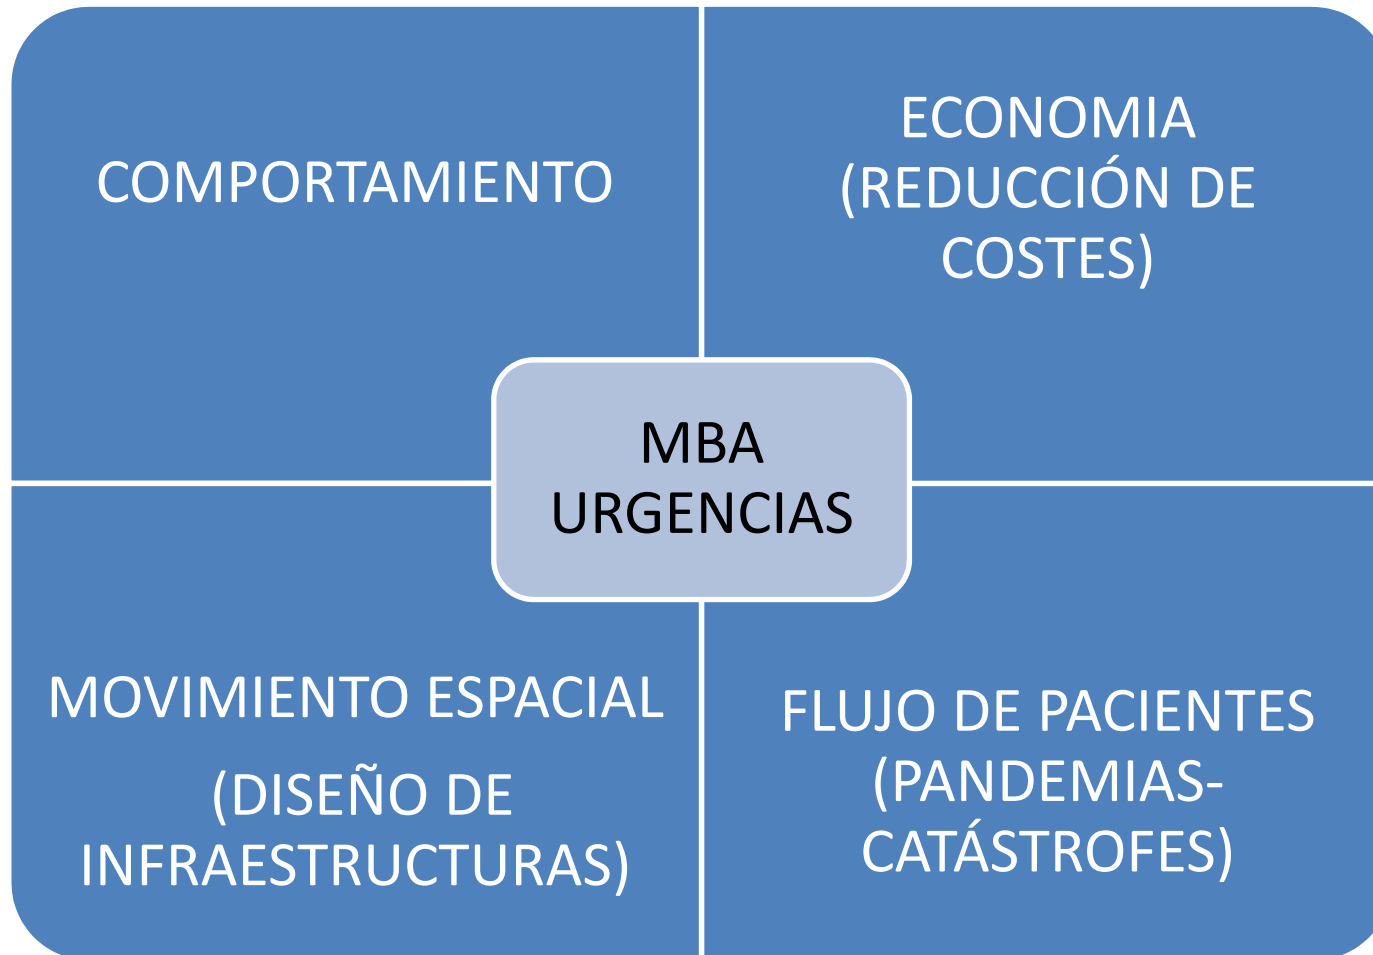 COMPORTAMIENTO
ECONOMIA
(REDUCCIÓN DE
COSTES)
MBA
URGENCIAS
MOVIMIENTO ESPACIAL
(DISEÑO DE
INFRAESTRUCTURAS)
FLUJO DE PACIENTES
(PANDEMIAS-
CATÁSTROFES)